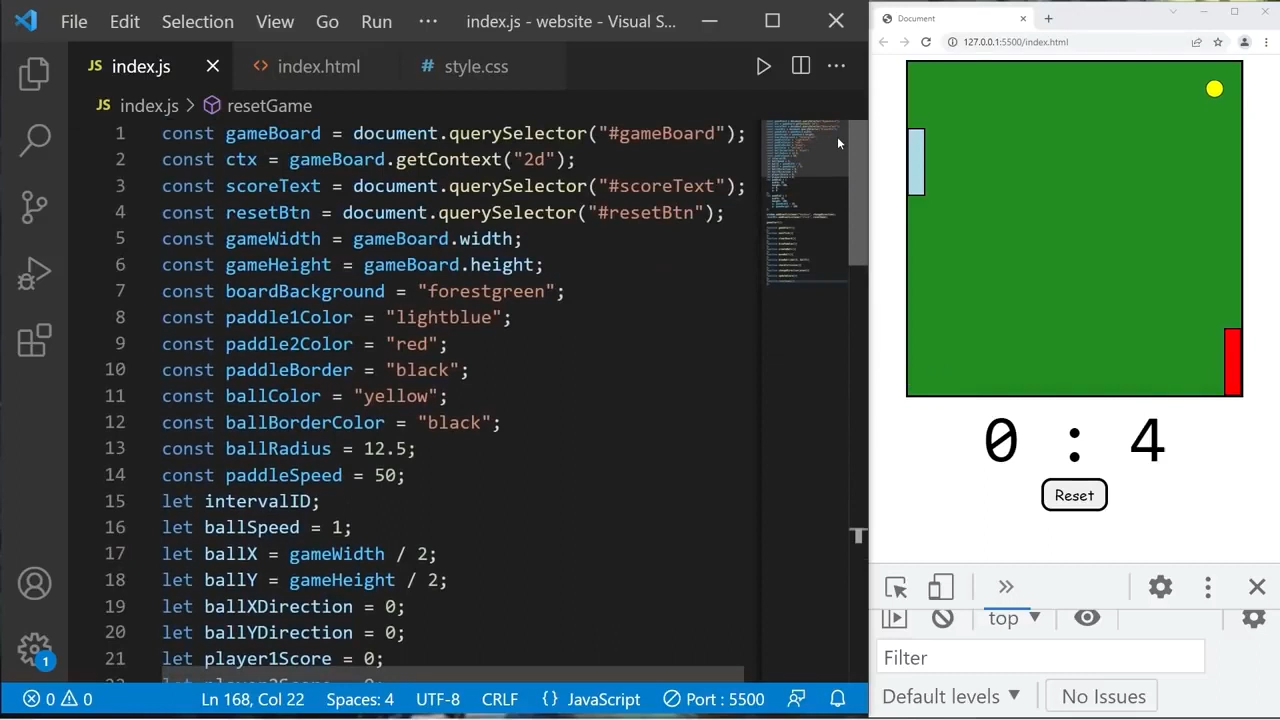 File Edit Selection View Go Run ··· index.js - website - Visual S...
JS index.js <> index.html # style.css
JS index.js > resetGame
1 const gameBoard = document.querySelector("#gameBoard");
2 const ctx = gameBoard.getContext("2d");
3 const scoreText = document.querySelector("#scoreText");
4 const resetBtn = document.querySelector("#resetBtn");
5 const gameWidth = gameBoard.width;
6 const gameHeight = gameBoard.height;
7 const boardBackground = "forestgreen";
8 const paddle1Color = "lightblue";
9 const paddle2Color = "red";
10 const paddleBorder = "black";
11 const ballColor = "yellow";
12 const ballBorderColor = "black";
13 const ballRadius = 12.5;
14 const paddleSpeed = 50;
15 let intervalID;
16 let ballSpeed = 1;
17 let ballX = gameWidth / 2;
18 let ballY = gameHeight / 2;
19 let ballXDirection = 0;
20 let ballYDirection = 0;
21 let player1Score = 0;
1
0 0 Ln 168, Col 22 Spaces: 4 UTF-8 CRLF {} JavaScript Port : 5500
Document
127.0.0.1:5500/index.html
0 : 4
Reset
top
Filter
Default levels No Issues